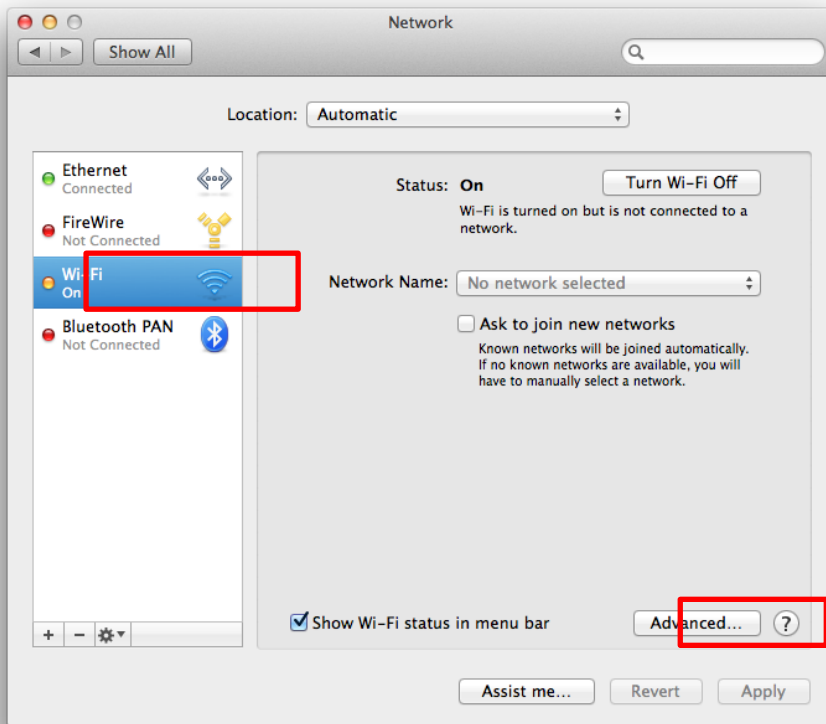 Network
Show All
Location: Automatic
Ethernet
Connected
FireWire
Not Connected
Wi-Fi
On
Bluetooth PAN
Not Connected
Status: On
Turn Wi-Fi Off
Wi-Fi is turned on but is not connected to a
network.
Network Name: No network selected
Ask to join new networks
Known networks will be joined automatically.
If no known networks are available, you will
have to manually select a network.
Show Wi-Fi status in menu bar
Advanced...
?
+ −
Assist me...
Revert
Apply